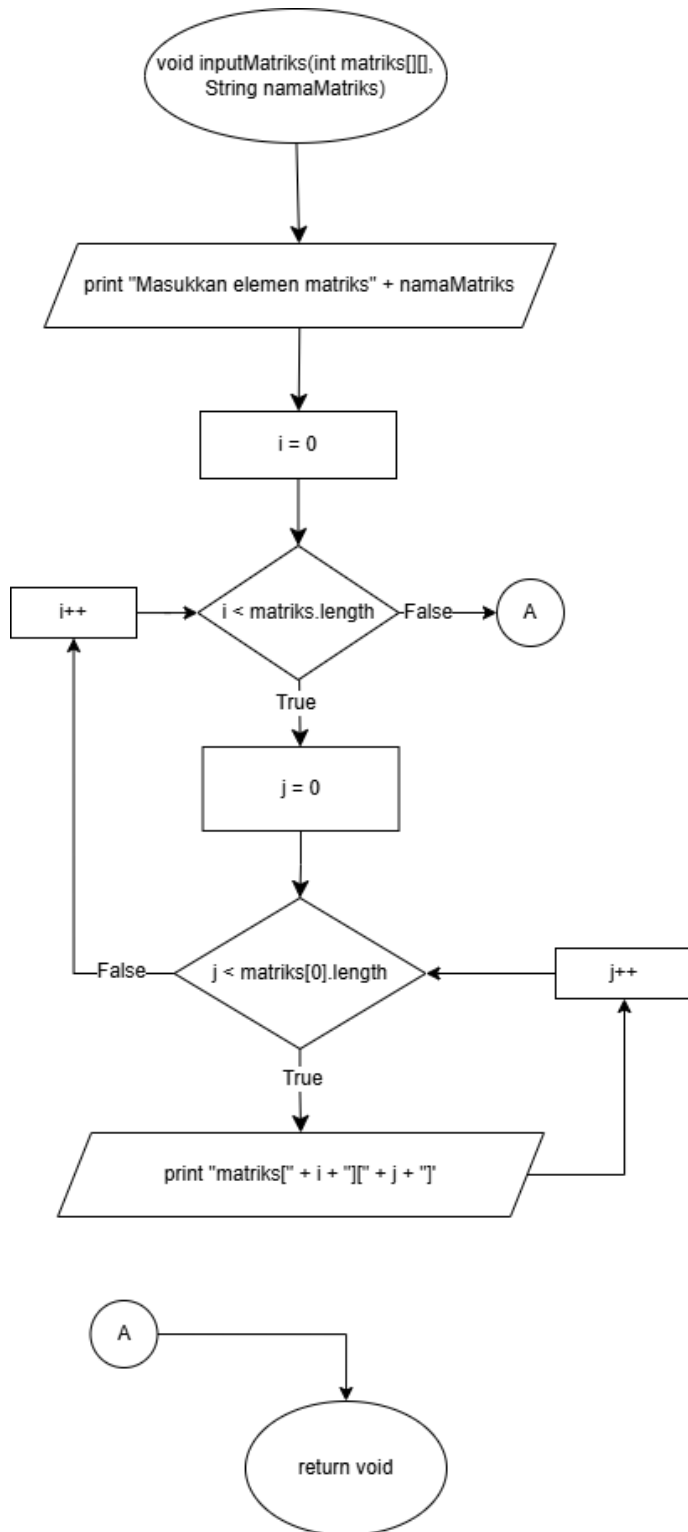 void inputMatriks(int matriks[][],
String namaMatriks)
print "Masukkan elemen matriks" + namaMatriks
i = 0
i++
i < matriks.length
False
A
True
j = 0
False
j < matriks[0].length
j++
True
print "matriks[" + i + "][" + j + "]'
A
return void